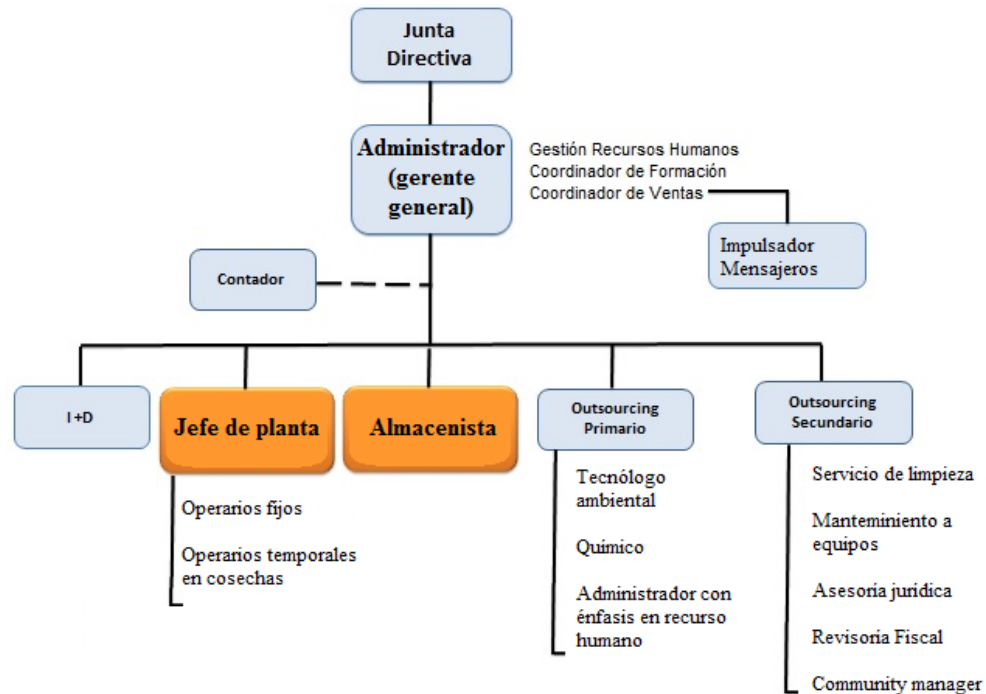 Junta
Directiva
Administrador
(gerente
general)
Gestión Recursos Humanos
Coordinador de Formación
Coordinador de Ventas
Impulsador
Mensajeros
Contador
I +D
Jefe de planta
Almacenista
Outsourcing
Primario
Outsourcing
Secundario
Operarios fijos
Operarios temporales
en cosechas
Tecnólogo
ambiental
Químico
Administrador con
énfasis en recurso
humano
Servicio de limpieza
Manteminiento a
equipos
Asesoría jurídica
Revisoria Fiscal
Community manager